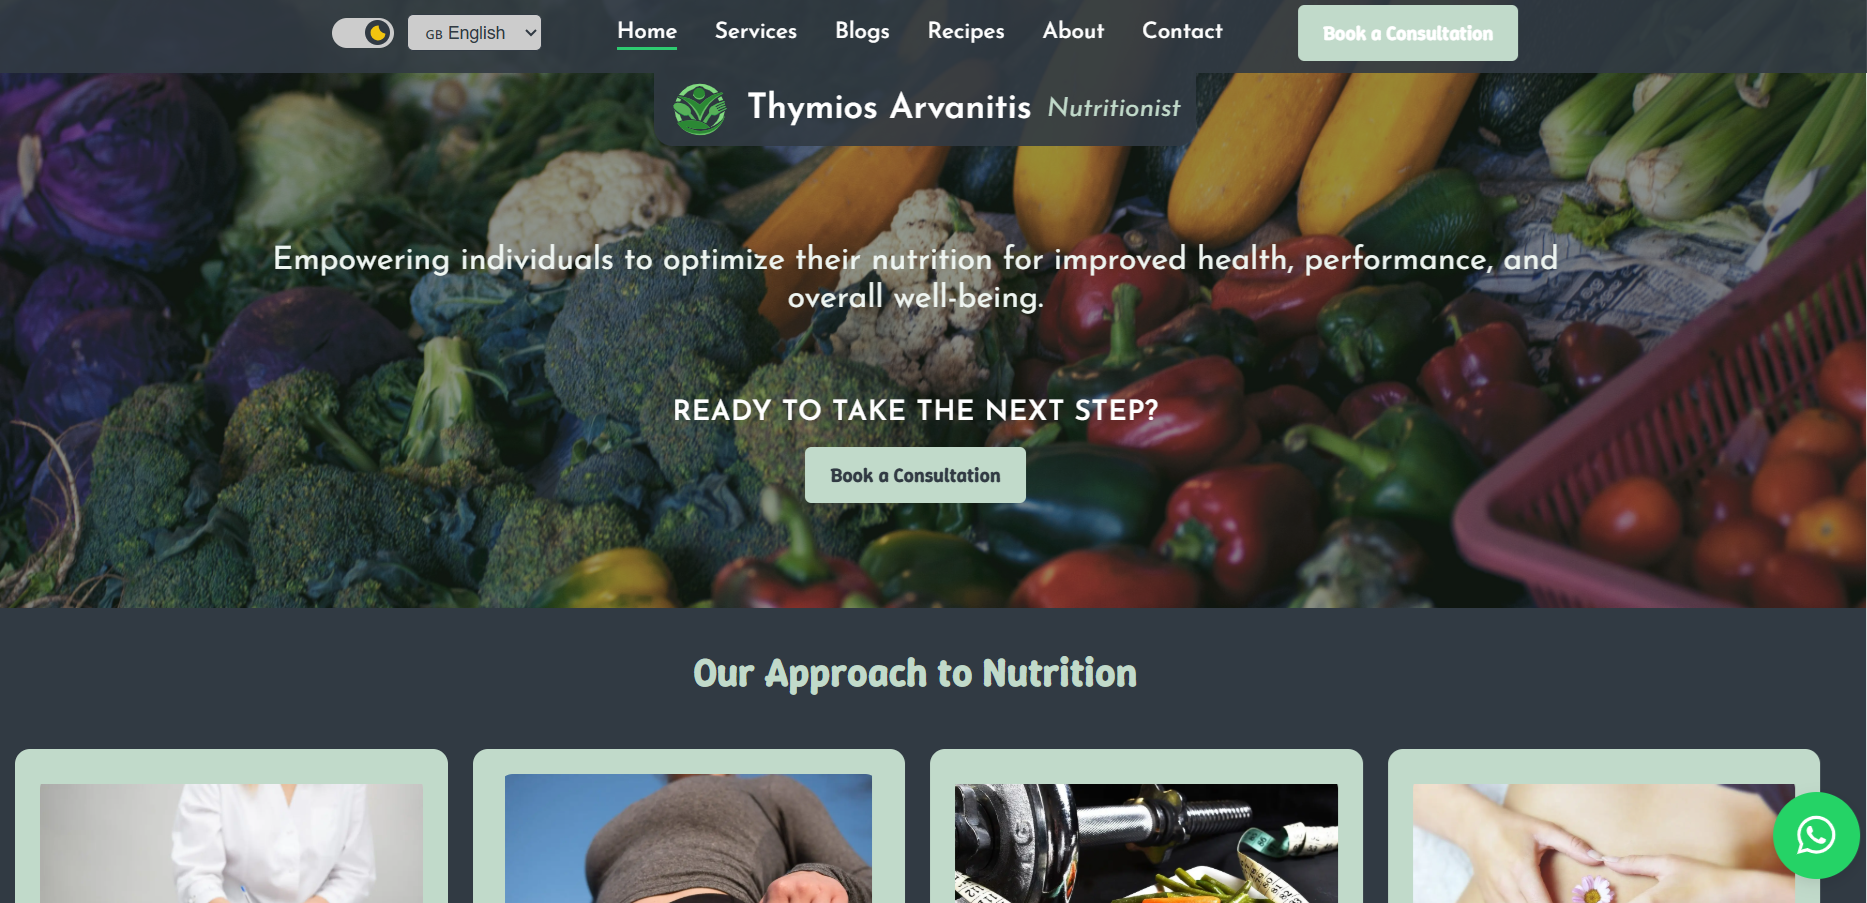 GB English
Home
Services
Blogs
Recipes
About
Contact
Book a Consultation
Thymios Arvanitis Nutritionist
Empowering individuals to optimize their nutrition for improved health, performance, and
overall well-being.
READY TO TAKE THE NEXT STEP?
Book a Consultation
Our Approach to Nutrition